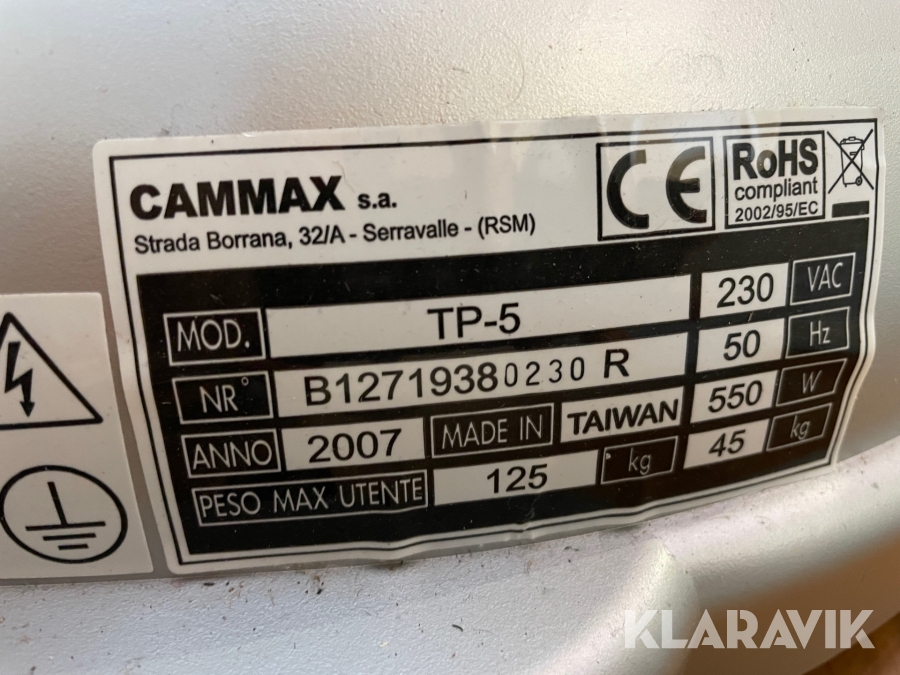 CAMMAX s.a.
Strada Borrana, 32/A - Serravalle - (RSM)
CE
RoHS
compliant
2002/95/EC
MOD. TP-5 230 VAC
NR° B12719380230 R 50 Hz
ANNO 2007 MADE IN TAIWAN 550 W
PESO MAX UTENTE 125 kg 45 kg
KLARAVIK